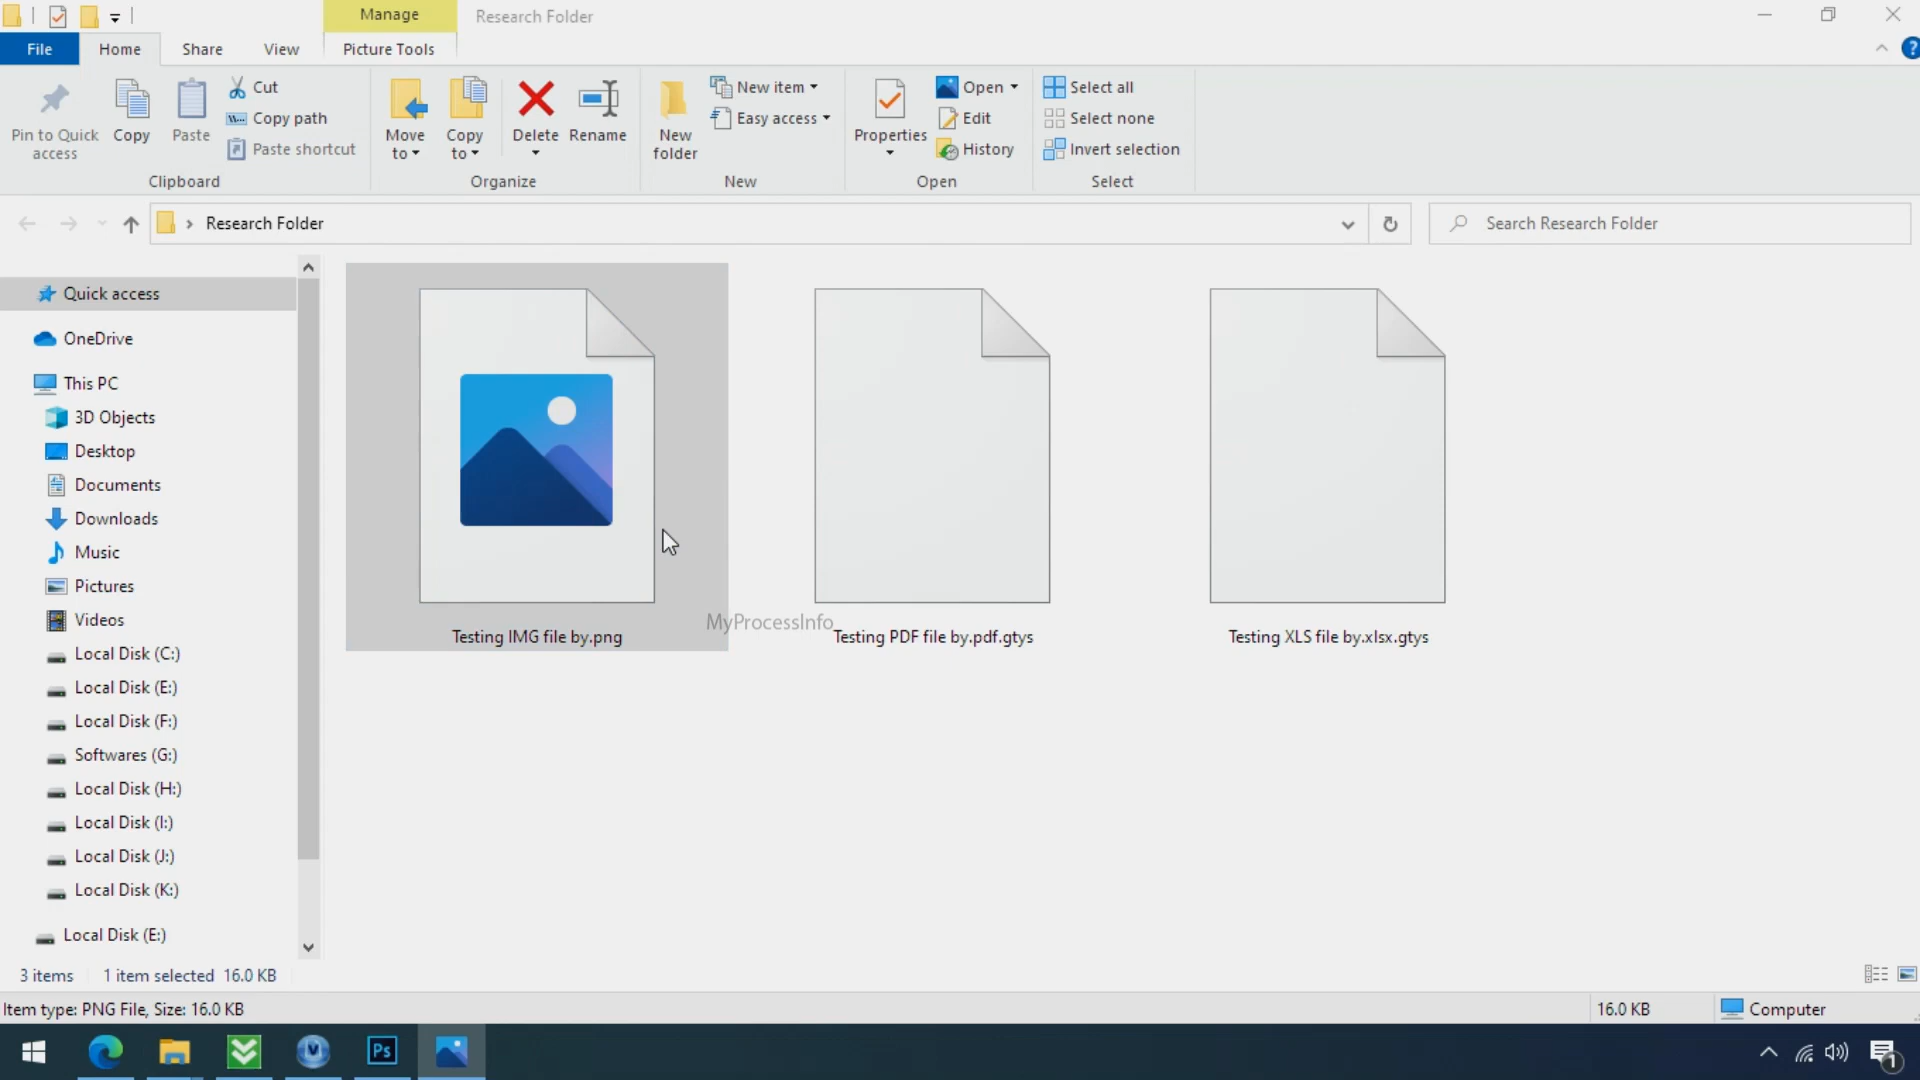 Manage
Research Folder
File
Home
Share
View
Picture Tools
?
Pin to Quick access
Copy
Paste
Cut
Copy path
Paste shortcut
Clipboard
Move to
Copy to
Delete
Rename
Organize
New folder
New item
Easy access
New
Properties
Open
Edit
History
Open
Select all
Select none
Invert selection
Select
Research Folder
Search Research Folder
Quick access
OneDrive
This PC
3D Objects
Desktop
Documents
Downloads
Music
Pictures
Videos
Local Disk (C:)
Local Disk (E:)
Local Disk (F:)
Softwares (G:)
Local Disk (H:)
Local Disk (I:)
Local Disk (J:)
Local Disk (K:)
Local Disk (E:)
MyProcessInfo
Testing IMG file by.png
Testing PDF file by.pdf.gtys
Testing XLS file by.xlsx.gtys
3 items
1 item selected 16.0 KB
Item type: PNG File, Size: 16.0 KB
16.0 KB
Computer
Ps
1